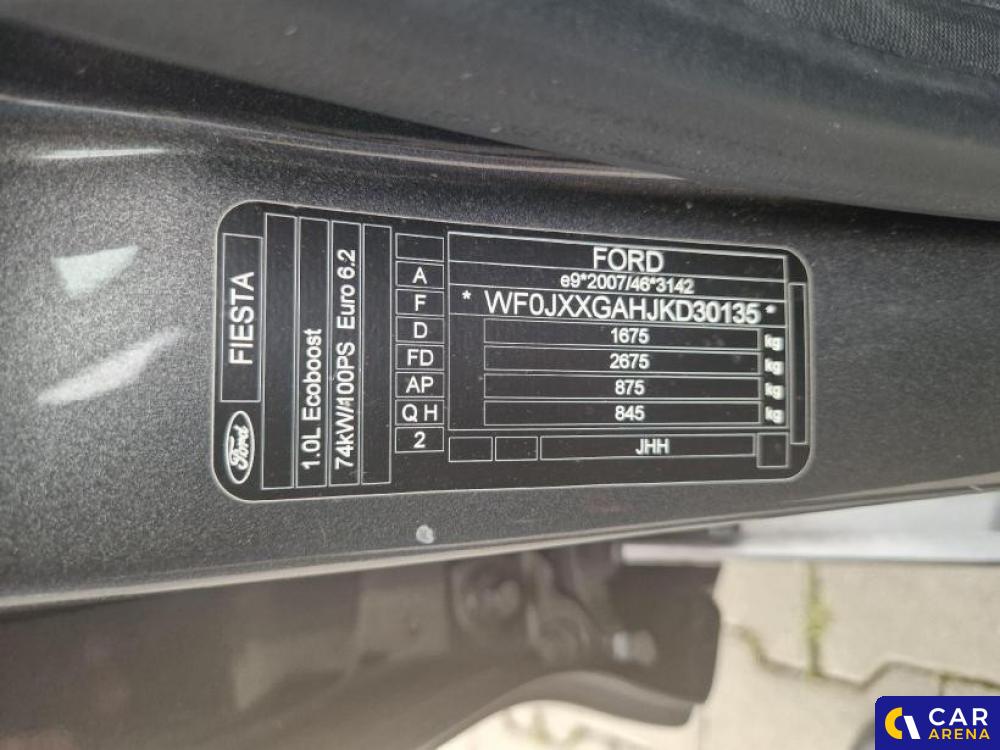 FORD
e9*2007/46*3142
* WF0JXXGAHJKD30135 *
1675 kg
2675 kg
875 kg
845 kg
JHH
A
F
D
FD
AP
Q H
2
FIESTA
1.0L Ecoboost
74kW/100PS Euro 6.2
Ford
CAR
ARENA